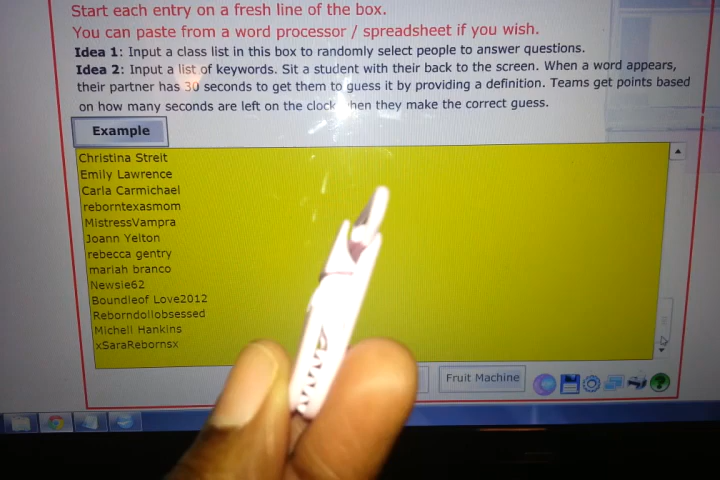 Start each entry on a fresh line of the box.
You can paste from a word processor / spreadsheet if you wish.
Idea 1: Input a class list in this box to randomly select people to answer questions.
Idea 2: Input a list of keywords. Sit a student with their back to the screen. When a word appears,
their partner has 30 seconds to get them to guess it by providing a definition. Teams get points based
on how many seconds are left on the clock when they make the correct guess.
Example
Christina Streit
Emily Lawrence
Carla Carmichael
reborntexasmom
MistressVampra
Joann Yelton
rebecca gentry
mariah branco
Newsie62
Boundleof Love2012
Reborndollobsessed
Michell Hankins
xSaraRebornsx
Fruit Machine